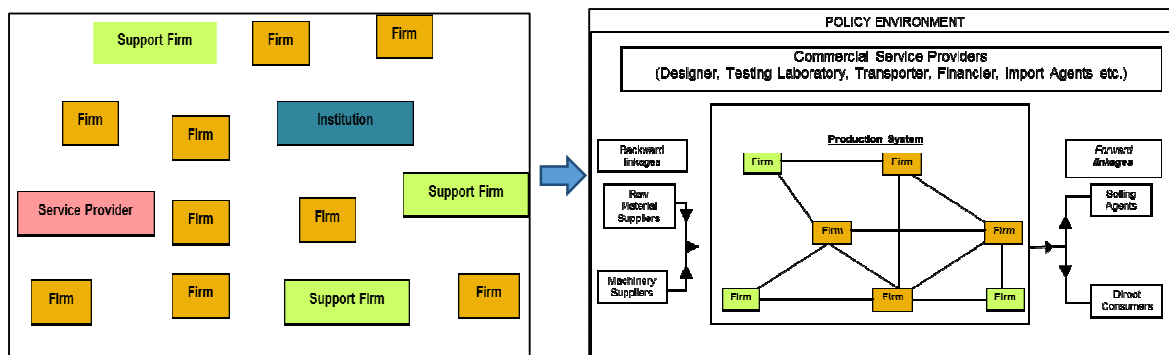 Support Firm
Firm
Firm
Firm
Firm
Institution
Support Firm
Service Provider
Firm
Firm
Firm
Firm
Support Firm
Firm
POLICY ENVIRONMENT
Commercial Service Providers
(Designer, Testing Laboratory, Transporter, Financier, Import Agents etc.)
Backward
linkages
Raw
Material
Suppliers
Machinery
Suppliers
Production System
Firm
Firm
Firm
Firm
Firm
Firm
Firm
Forward
linkages
Selling
Agents
Direct
Consumers